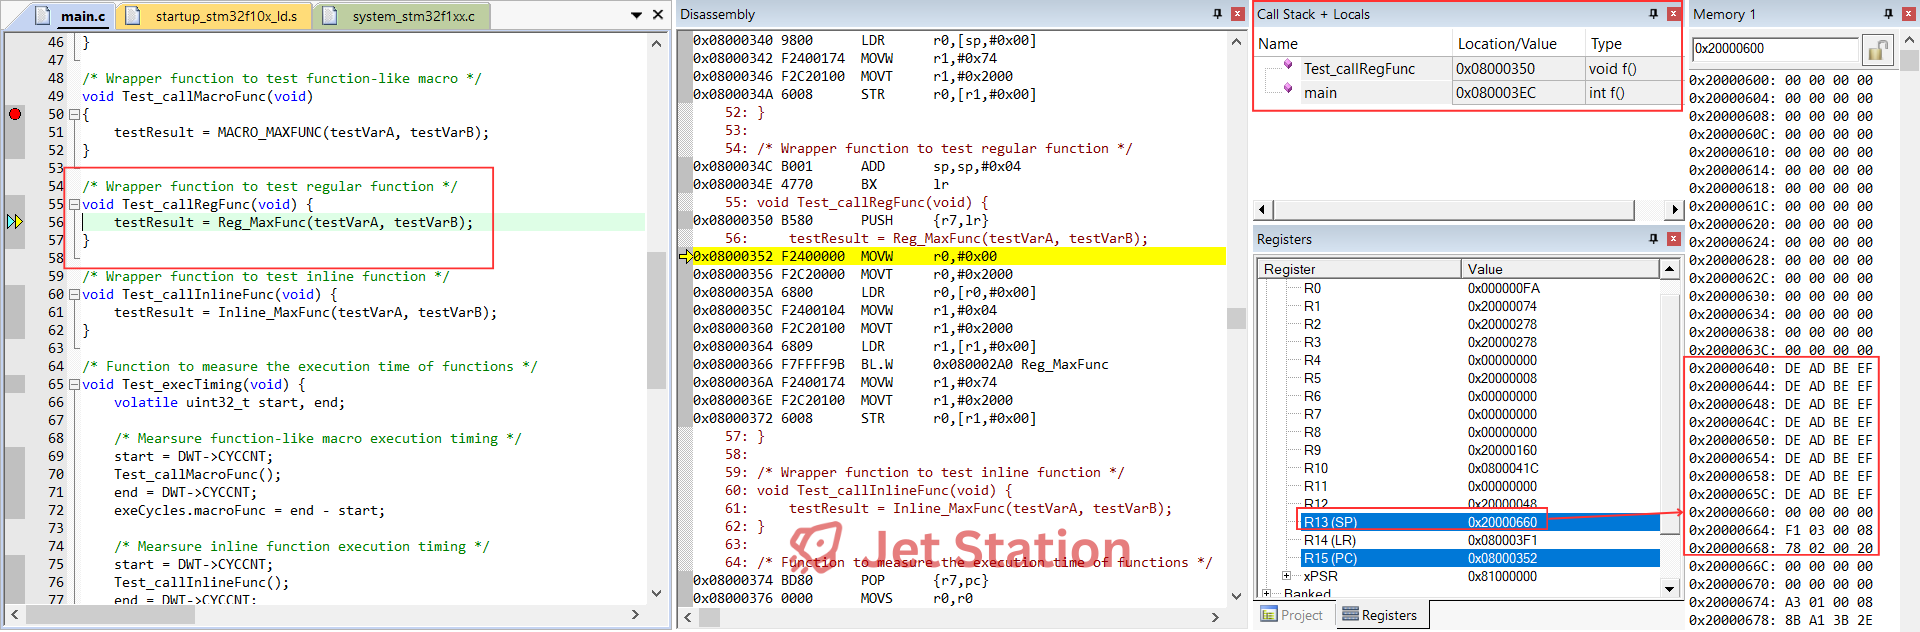 main.c
startup_stm32f10x_ld.s
system_stm32f1xx.c
46 }
47
48 /* Wrapper function to test function-like macro */
49 void Test_callMacroFunc(void)
50 {
51 testResult = MACRO_MAXFUNC(testVarA, testVarB);
52 }
53
54 /* Wrapper function to test regular function */
55 void Test_callRegFunc(void) {
56 testResult = Reg_MaxFunc(testVarA, testVarB);
57 }
58
59 /* Wrapper function to test inline function */
60 void Test_callInlineFunc(void) {
61 testResult = Inline_MaxFunc(testVarA, testVarB);
62 }
63
64 /* Function to measure the execution time of functions */
65 void Test_execTiming(void) {
66 volatile uint32_t start, end;
67
68 /* Mearsure function-like macro execution timing */
69 start = DWT->CYCCNT;
70 Test_callMacroFunc();
71 end = DWT->CYCCNT;
72 exeCycles.macroFunc = end - start;
73
74 /* Mearsure inline function execution timing */
75 start = DWT->CYCCNT;
76 Test_callInlineFunc();
77 end = DWT->CYCCNT;
Disassembly
0x08000340 9800 LDR r0,[sp,#0x00]
0x08000342 F2400174 MOVW r1,#0x74
0x08000346 F2C20100 MOVT r1,#0x2000
0x0800034A 6008 STR r0,[r1,#0x00]
52: }
53:
54: /* Wrapper function to test regular function */
0x0800034C B001 ADD sp,sp,#0x04
0x0800034E 4770 BX lr
55: void Test_callRegFunc(void) {
0x08000350 B580 PUSH {r7,lr}
56: testResult = Reg_MaxFunc(testVarA, testVarB);
0x08000352 F2400000 MOVW r0,#0x00
0x08000356 F2C20000 MOVT r0,#0x2000
0x0800035A 6800 LDR r0,[r0,#0x00]
0x0800035C F2400104 MOVW r1,#0x04
0x08000360 F2C20100 MOVT r1,#0x2000
0x08000364 6809 LDR r1,[r1,#0x00]
0x08000366 F7FFFF9B BL.W 0x080002A0 Reg_MaxFunc
0x0800036A F2400174 MOVW r1,#0x74
0x0800036E F2C20100 MOVT r1,#0x2000
0x08000372 6008 STR r0,[r1,#0x00]
57: }
58:
59: /* Wrapper function to test inline function */
60: void Test_callInlineFunc(void) {
61: testResult = Inline_MaxFunc(testVarA, testVarB);
62: }
63:
64: /* Function to measure the execution time of functions */
0x08000374 BD80 POP {r7,pc}
0x08000376 0000 MOVS r0,r0
Jet Station
Call Stack + Locals
Name Location/Value Type
Test_callRegFunc 0x08000350 void f()
main 0x080003EC int f()
Registers
Register Value
R0 0x000000FA
R1 0x20000074
R2 0x20000278
R3 0x20000278
R4 0x00000000
R5 0x20000008
R6 0x00000000
R7 0x00000000
R8 0x00000000
R9 0x20000160
R10 0x0800041C
R11 0x00000000
R12 0x20000048
R13 (SP) 0x20000660
R14 (LR) 0x080003F1
R15 (PC) 0x08000352
xPSR 0x81000000
Banked
Project
Registers
Memory 1
0x20000600
0x20000600: 00 00 00 00
0x20000604: 00 00 00 00
0x20000608: 00 00 00 00
0x2000060C: 00 00 00 00
0x20000610: 00 00 00 00
0x20000614: 00 00 00 00
0x20000618: 00 00 00 00
0x2000061C: 00 00 00 00
0x20000620: 00 00 00 00
0x20000624: 00 00 00 00
0x20000628: 00 00 00 00
0x2000062C: 00 00 00 00
0x20000630: 00 00 00 00
0x20000634: 00 00 00 00
0x20000638: 00 00 00 00
0x2000063C: 00 00 00 00
0x20000640: DE AD BE EF
0x20000644: DE AD BE EF
0x20000648: DE AD BE EF
0x2000064C: DE AD BE EF
0x20000650: DE AD BE EF
0x20000654: DE AD BE EF
0x20000658: DE AD BE EF
0x2000065C: DE AD BE EF
0x20000660: 00 00 00 00
0x20000664: F1 03 00 08
0x20000668: 78 02 00 20
0x2000066C: 00 00 00 00
0x20000670: 00 00 00 00
0x20000674: A3 01 00 08
0x20000678: 8B A1 3B 2E